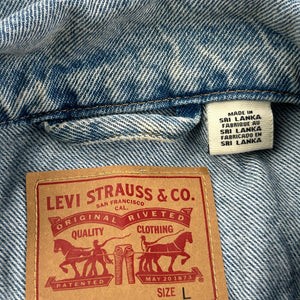 MADE IN
SRI LANKA
FABRIQUÉ AU
SRI LANKA
FABRICADO EN
SRI LANKA
LEVI STRAUSS & CO.
SAN FRANCISCO
CAL.
ORIGINAL RIVETED
QUALITY CLOTHING
PATENTED MAY 20 1873
SIZE L